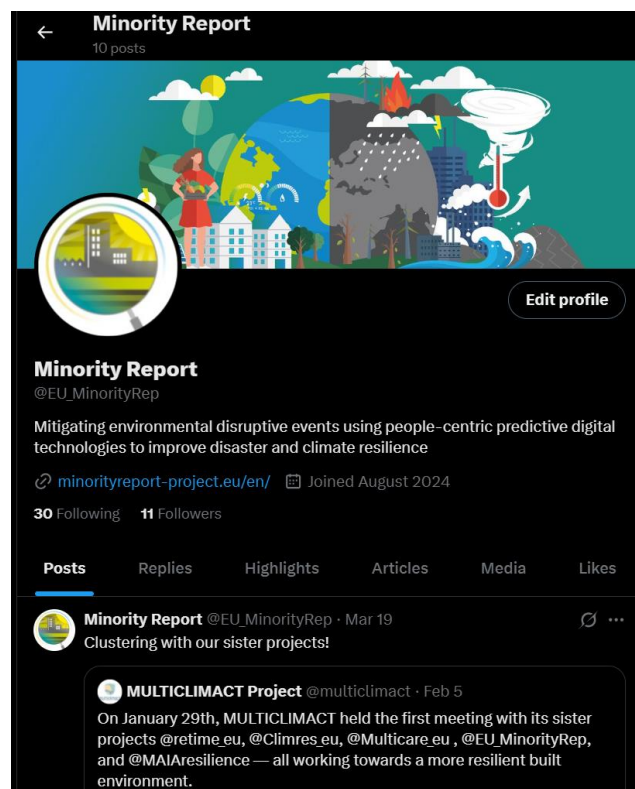 Minority Report
10 posts
Edit profile
Minority Report
@EU_MinorityRep
Mitigating environmental disruptive events using people-centric predictive digital
technologies to improve disaster and climate resilience
minorityreport-project.eu/en/ Joined August 2024
30 Following 11 Followers
Posts Replies Highlights Articles Media Likes
Minority Report @EU_MinorityRep · Mar 19
Clustering with our sister projects!
MULTICLIMACT Project @multiclimact · Feb 5
On January 29th, MULTICLIMACT held the first meeting with its sister
projects @retime_eu, @Climres_eu, @Multicare_eu , @EU_MinorityRep,
and @MAIAresilience — all working towards a more resilient built
environment.